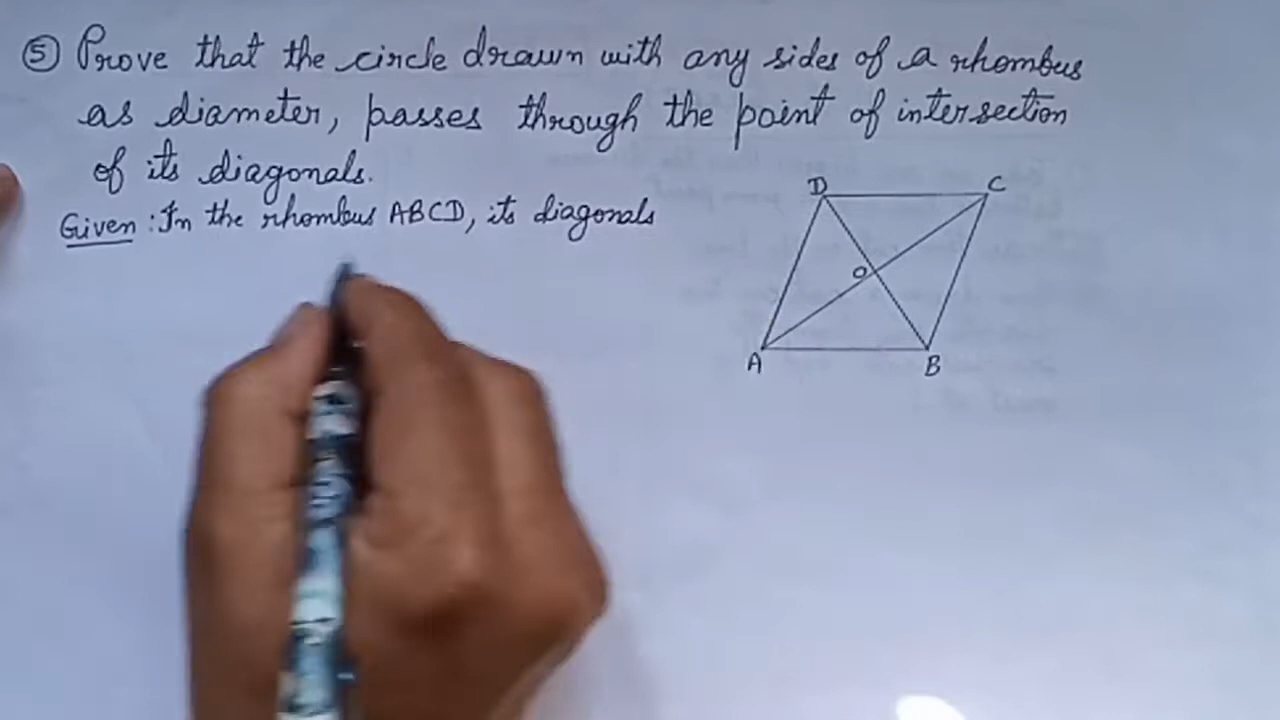 ⑤ Prove that the circle drawn with any sides of a rhombus
as diameter, passes through the point of intersection
of its diagonals.
Given : In the rhombus ABCD, its diagonals
D
C
O
A
B